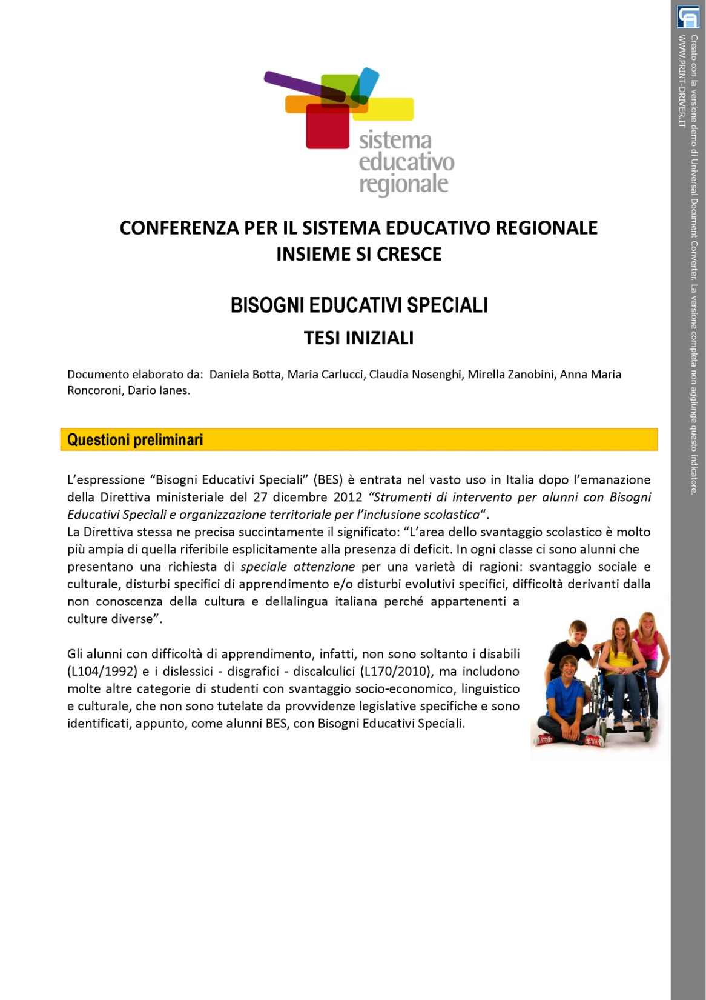 sistema
educativo
regionale
CONFERENZA PER IL SISTEMA EDUCATIVO REGIONALE
INSIEME SI CRESCE
BISOGNI EDUCATIVI SPECIALI
TESI INIZIALI
Documento elaborato da:  Daniela Botta, Maria Carlucci, Claudia Nosenghi, Mirella Zanobini, Anna Maria
Roncoroni, Dario Ianes.
Questioni preliminari
L’espressione “Bisogni Educativi Speciali” (BES) è entrata nel vasto uso in Italia dopo l’emanazione
della Direttiva ministeriale del 27 dicembre 2012 “Strumenti di intervento per alunni con Bisogni
Educativi Speciali e organizzazione territoriale per l’inclusione scolastica“.
La Direttiva stessa ne precisa succintamente il significato: “L’area dello svantaggio scolastico è molto
più ampia di quella riferibile esplicitamente alla presenza di deficit. In ogni classe ci sono alunni che
presentano una richiesta di speciale attenzione per una varietà di ragioni: svantaggio sociale e
culturale, disturbi specifici di apprendimento e/o disturbi evolutivi specifici, difficoltà derivanti dalla
non conoscenza della cultura e dellalingua italiana perché appartenenti a
culture diverse”.
Gli alunni con difficoltà di apprendimento, infatti, non sono soltanto i disabili
(L104/1992) e i dislessici - disgrafici - discalculici (L170/2010), ma includono
molte altre categorie di studenti con svantaggio socio-economico, linguistico
e culturale, che non sono tutelate da provvidenze legislative specifiche e sono
identificati, appunto, come alunni BES, con Bisogni Educativi Speciali.
Creato con la versione demo di Universal Document Converter. La versione completa non aggiunge questo indicatore.
WWW.PRINT-DRIVER.IT